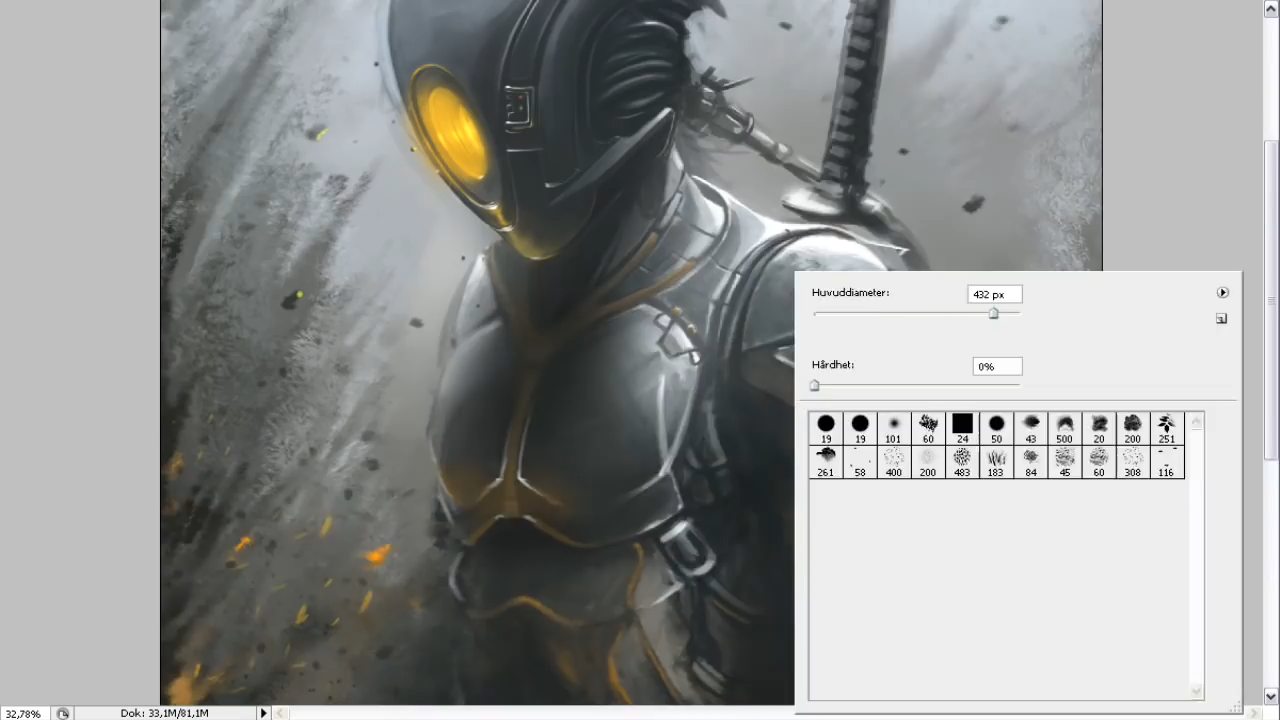 Huvuddiameter: 432 px
Hårdhet: 0%
19 19 101 60 24 50 43 500 20 200 251
261 58 400 200 483 183 84 45 60 308 116
32,78% Dok: 33,1M/81,1M